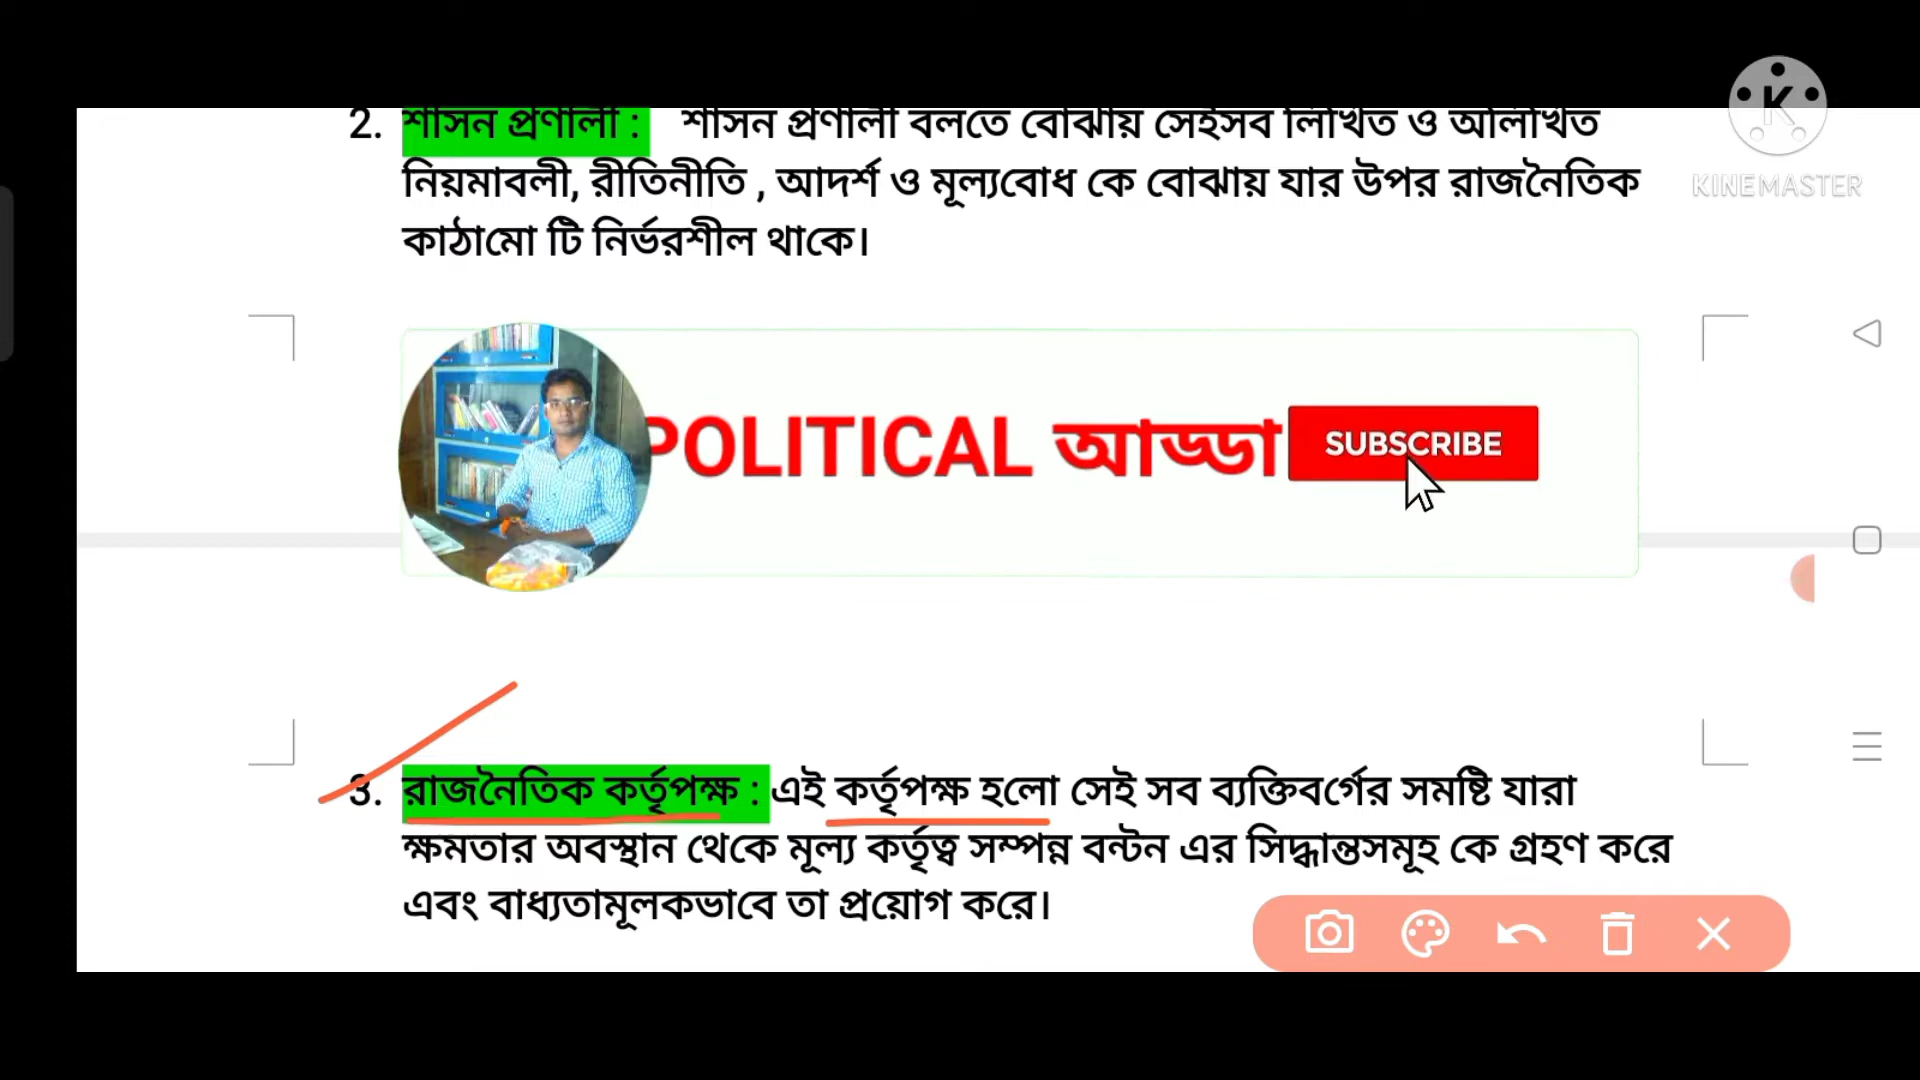 2. শাসন প্রণালী : শাসন প্রণালী বলতে বোঝায় সেইসব লিখিত ও অলিখিত
নিয়মাবলী, রীতিনীতি , আদর্শ ও মূল্যবোধ কে বোঝায় যার উপর রাজনৈতিক
কাঠামো টি নির্ভরশীল থাকে।
KINEMASTER
POLITICAL আড্ডা SUBSCRIBE
3. রাজনৈতিক কর্তৃপক্ষ : এই কর্তৃপক্ষ হলো সেই সব ব্যক্তিবর্গের সমষ্টি যারা
ক্ষমতার অবস্থান থেকে মূল্য কর্তৃত্ব সম্পন্ন বন্টন এর সিদ্ধান্তসমূহ কে গ্রহণ করে
এবং বাধ্যতামূলকভাবে তা প্রয়োগ করে।